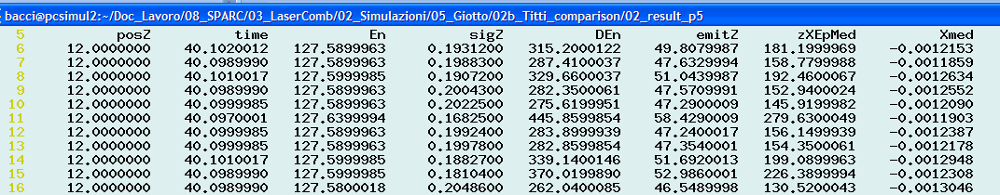 bacci@pcsimul2:~/Doc_Lavoro/08_SPARC/03_LaserComb/02_Simulazioni/05_Giotto/02b_Titti_comparison/02_result_p5
5 posZ time En sigZ DEn emitZ zXEpMed Xmed
6 12.0000000 40.1020012 127.5899963 0.1931200 315.2000122 49.8079987 181.1999969 -0.0012153
7 12.0000000 40.0989990 127.5899963 0.1988300 287.4100037 47.6329994 158.7799988 -0.0011859
8 12.0000000 40.1010017 127.5999985 0.1907200 329.6600037 51.0439987 192.4600067 -0.0012634
9 12.0000000 40.0989990 127.5899963 0.2004300 282.3500061 47.5709991 152.9400024 -0.0012552
10 12.0000000 40.0999985 127.5899963 0.2022500 275.6199951 47.2900009 145.9199982 -0.0012090
11 12.0000000 40.0970001 127.6399994 0.1682500 445.8599854 58.4290009 279.6300049 -0.0011903
12 12.0000000 40.0999985 127.5899963 0.1992400 283.8999939 47.2400017 156.1499939 -0.0012387
13 12.0000000 40.0999985 127.5899963 0.1997800 282.8599854 47.3540001 154.3500061 -0.0012178
14 12.0000000 40.1010017 127.5999985 0.1882700 339.1400146 51.6920013 199.0899963 -0.0012948
15 12.0000000 40.0989990 127.5999985 0.1810400 370.0199890 52.9860001 226.3899994 -0.0012308
16 12.0000000 40.0989990 127.5800018 0.2048600 262.0400085 46.5489998 130.5200043 -0.0013046